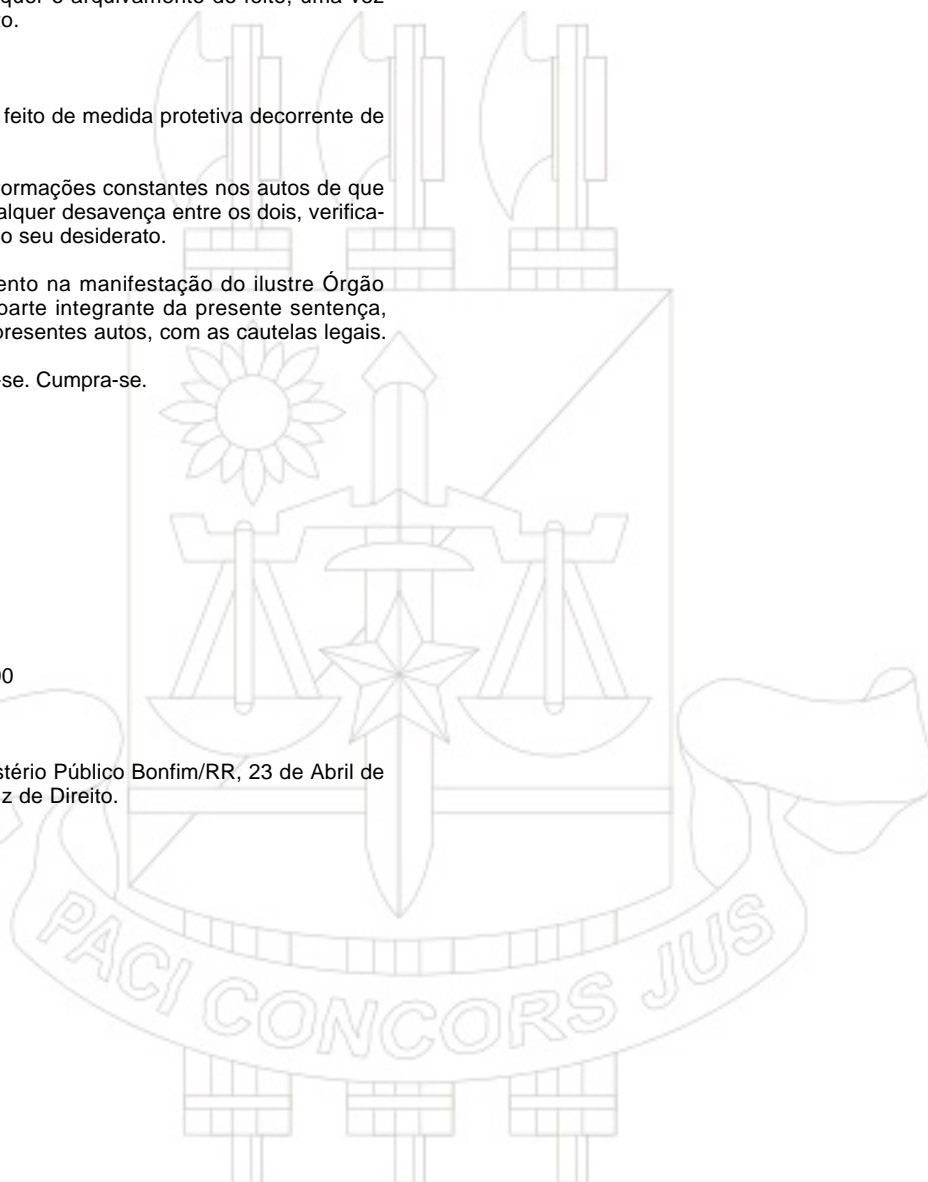 quer o arquivamento do feito, uma vez
to.
feito de medida protetiva decorrente de
formações constantes nos autos de que
alquer desavença entre os dois, verifica-
o seu desiderato.
ento na manifestação do ilustre Órgão
parte integrante da presente sentença,
presentes autos, com as cautelas legais.
-se. Cumpra-se.
00
stério Público Bonfim/RR, 23 de Abril de
z de Direito.
PACI CONCORS JUS